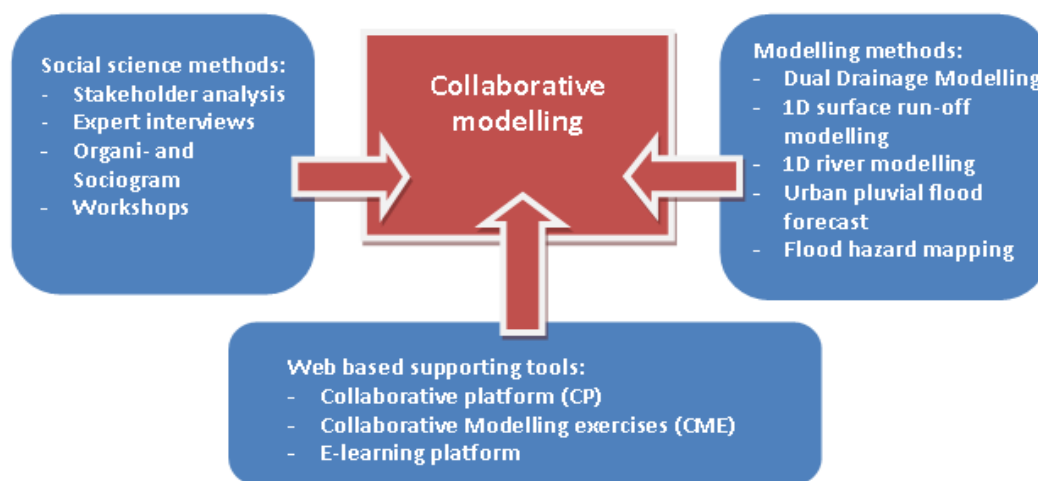 Social science methods:
- Stakeholder analysis
- Expert interviews
- Organi- and
Sociogram
- Workshops
Collaborative
modelling
Modelling methods:
- Dual Drainage Modelling
- 1D surface run-off
modelling
- 1D river modelling
- Urban pluvial flood
forecast
- Flood hazard mapping
Web based supporting tools:
- Collaborative platform (CP)
- Collaborative Modelling exercises (CME)
- E-learning platform